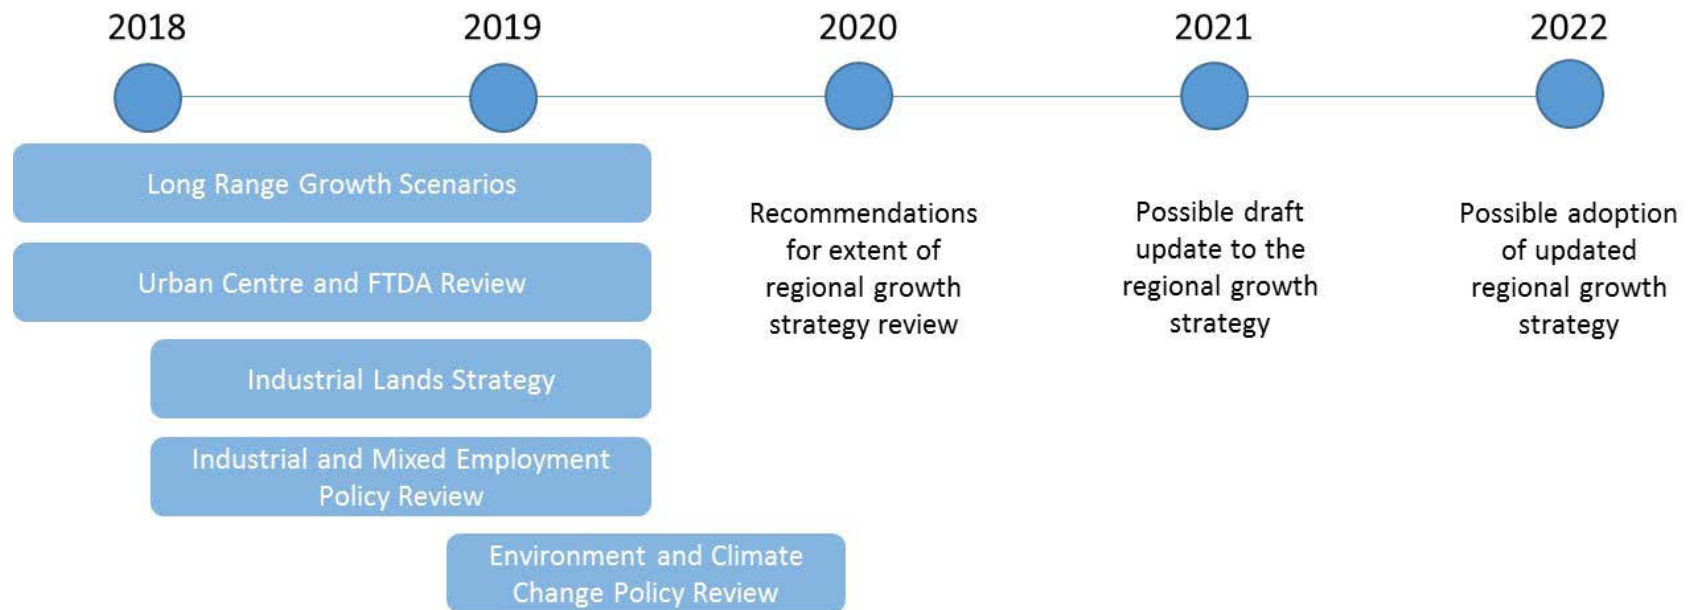 2018
2019
2020
2021
2022
Long Range Growth Scenarios
Urban Centre and FTDA Review
Industrial Lands Strategy
Industrial and Mixed Employment
Policy Review
Environment and Climate
Change Policy Review
Recommendations
for extent of
regional growth
strategy review
Possible draft
update to the
regional growth
strategy
Possible adoption
of updated
regional growth
strategy